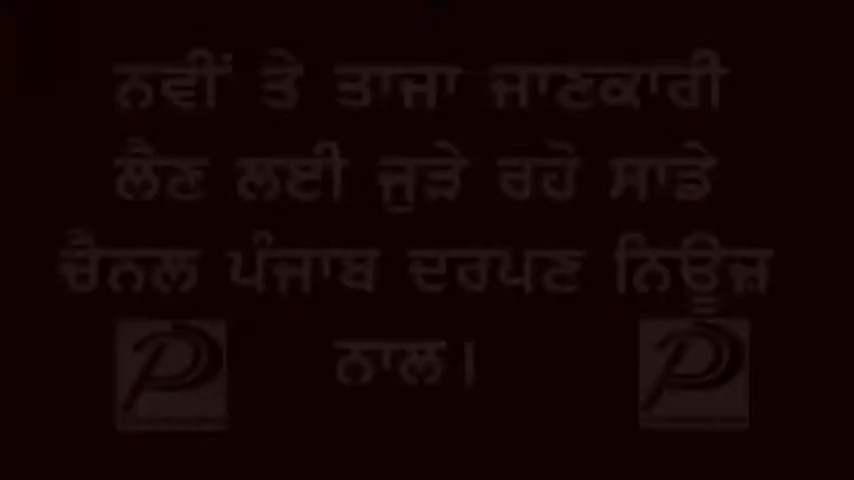 ਨਵੀਂ ਤੇ ਤਾਜਾ ਜਾਣਕਾਰੀ
ਲੈਣ ਲਈ ਜੁੜੇ ਰਹੋ ਸਾਡੇ
ਚੈਨਲ ਪੰਜਾਬ ਦਰਪਣ ਨਿਊਜ਼
ਨਾਲ।